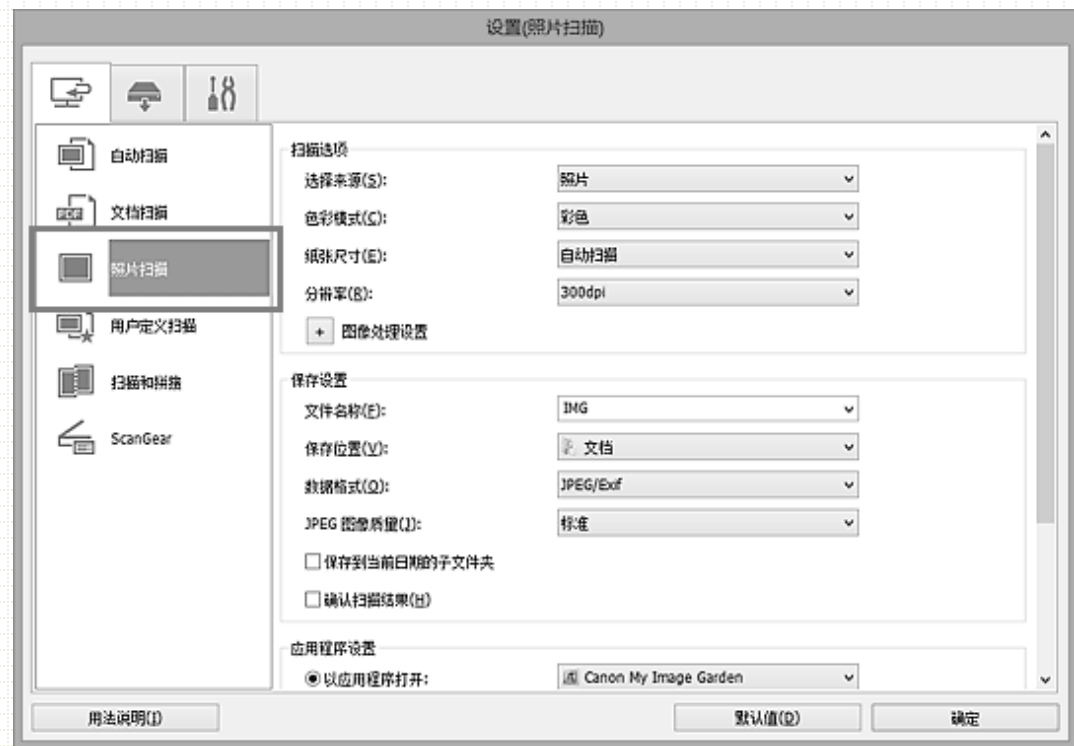 设置(照片扫描)
自动扫描
PDF
文档扫描
照片扫描
用户定义扫描
扫描和拼接
ScanGear
扫描选项
选择来源(S): 照片
色彩模式(C): 彩色
纸张尺寸(E): 自动扫描
分辨率(R): 300dpi
+ 图像处理设置
保存设置
文件名称(F): IMG
保存位置(V): 文档
数据格式(O): JPEG/Exif
JPEG 图像质量(J): 标准
保存到当前日期的子文件夹
确认扫描结果(H)
应用程序设置
以应用程序打开: Canon My Image Garden
用法说明(I) 默认值(D) 确定